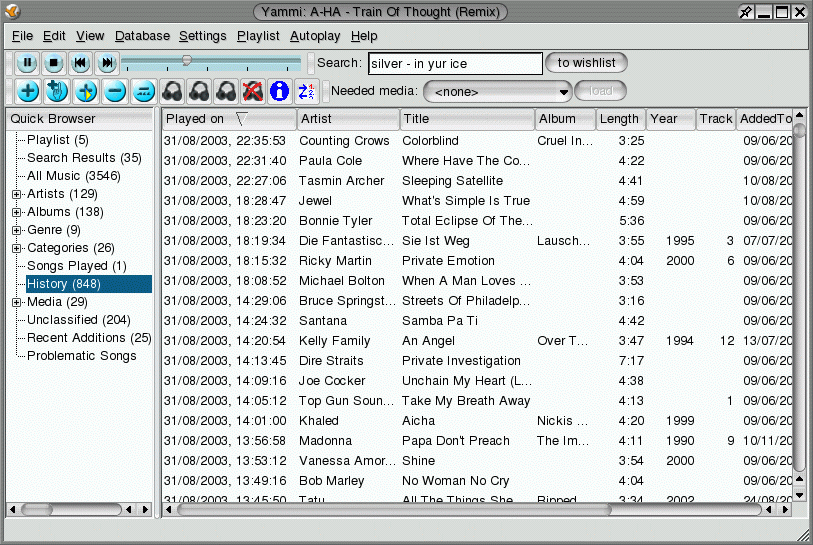 Yammi: A-HA - Train Of Thought (Remix)
File Edit View Database Settings Playlist Autoplay Help
Search: silver - in yur ice to wishlist
Needed media: <none> load
Quick Browser
Playlist (5)
Search Results (35)
All Music (3546)
Artists (129)
Albums (138)
Genre (9)
Categories (26)
Songs Played (1)
History (848)
Media (29)
Unclassified (204)
Recent Additions (25)
Problematic Songs
Played on Artist Title Album Length Year Track AddedTo
31/08/2003, 22:35:53 Counting Crows Colorblind Cruel In... 3:25 09/06/20
31/08/2003, 22:31:40 Paula Cole Where Have The Co... 4:22 09/06/20
31/08/2003, 22:27:06 Tasmin Archer Sleeping Satellite 4:41 10/08/20
31/08/2003, 18:28:47 Jewel What's Simple Is True 4:59 10/08/20
31/08/2003, 18:23:20 Bonnie Tyler Total Eclipse Of The... 5:36 09/06/20
31/08/2003, 18:19:34 Die Fantastisc... Sie Ist Weg Lausch... 3:55 1995 3 07/07/20
31/08/2003, 18:15:32 Ricky Martin Private Emotion 4:04 2000 6 09/06/20
31/08/2003, 18:08:52 Michael Bolton When A Man Loves ... 3:53 09/06/20
31/08/2003, 14:29:06 Bruce Springst... Streets Of Philadelp... 3:16 09/06/20
31/08/2003, 14:24:32 Santana Samba Pa Ti 4:42 09/06/20
31/08/2003, 14:20:54 Kelly Family An Angel Over T... 3:47 1994 12 13/07/20
31/08/2003, 14:13:45 Dire Straits Private Investigation 7:17 09/06/20
31/08/2003, 14:09:16 Joe Cocker Unchain My Heart (L... 4:38 09/06/20
31/08/2003, 14:05:12 Top Gun Soun... Take My Breath Away 4:13 1 09/06/20
31/08/2003, 14:01:00 Khaled Aicha Nickis ... 4:20 1999 09/06/20
31/08/2003, 13:56:58 Madonna Papa Don't Preach The Im... 4:11 1990 9 10/11/20
31/08/2003, 13:53:12 Vanessa Amor... Shine 3:54 2000 09/06/20
31/08/2003, 13:49:16 Bob Marley No Woman No Cry 4:04 09/06/20
31/08/2003, 13:45:50 Tatu All The Things She Ripped 3:34 2002 24/08/20